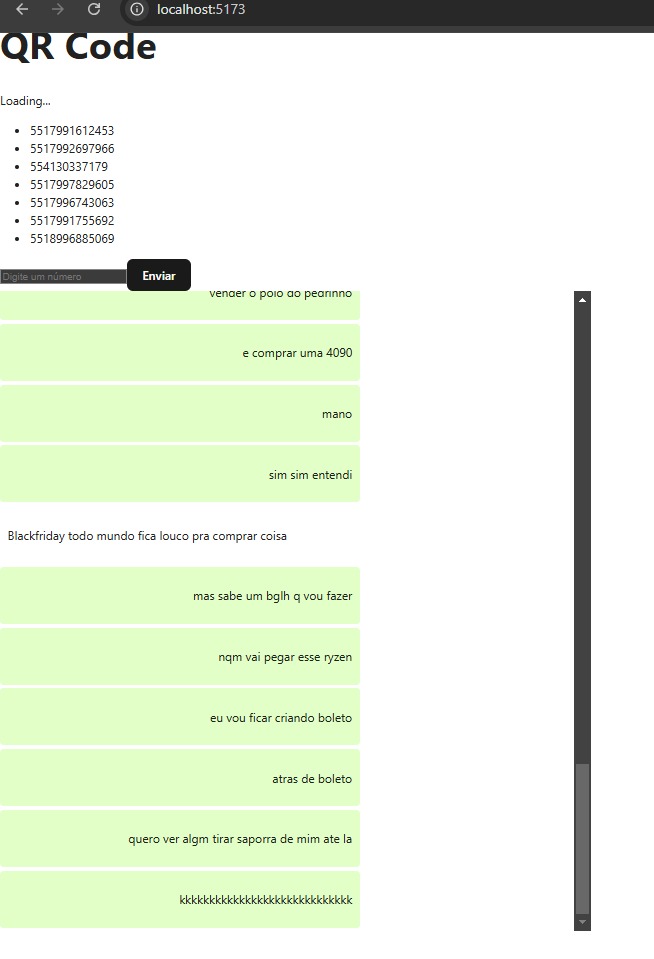 localhost:5173
QR Code
Loading...
5517991612453
5517992697966
554130337179
5517997829605
5517996743063
5517991755692
5518996885069
Digite um número
Enviar
vender o polo do pedrinho
e comprar uma 4090
mano
sim sim entendi
Blackfriday todo mundo fica louco pra comprar coisa
mas sabe um bglh q vou fazer
nqm vai pegar esse ryzen
eu vou ficar criando boleto
atras de boleto
quero ver algm tirar saporra de mim ate la
kkkkkkkkkkkkkkkkkkkkkkkkkkkkk